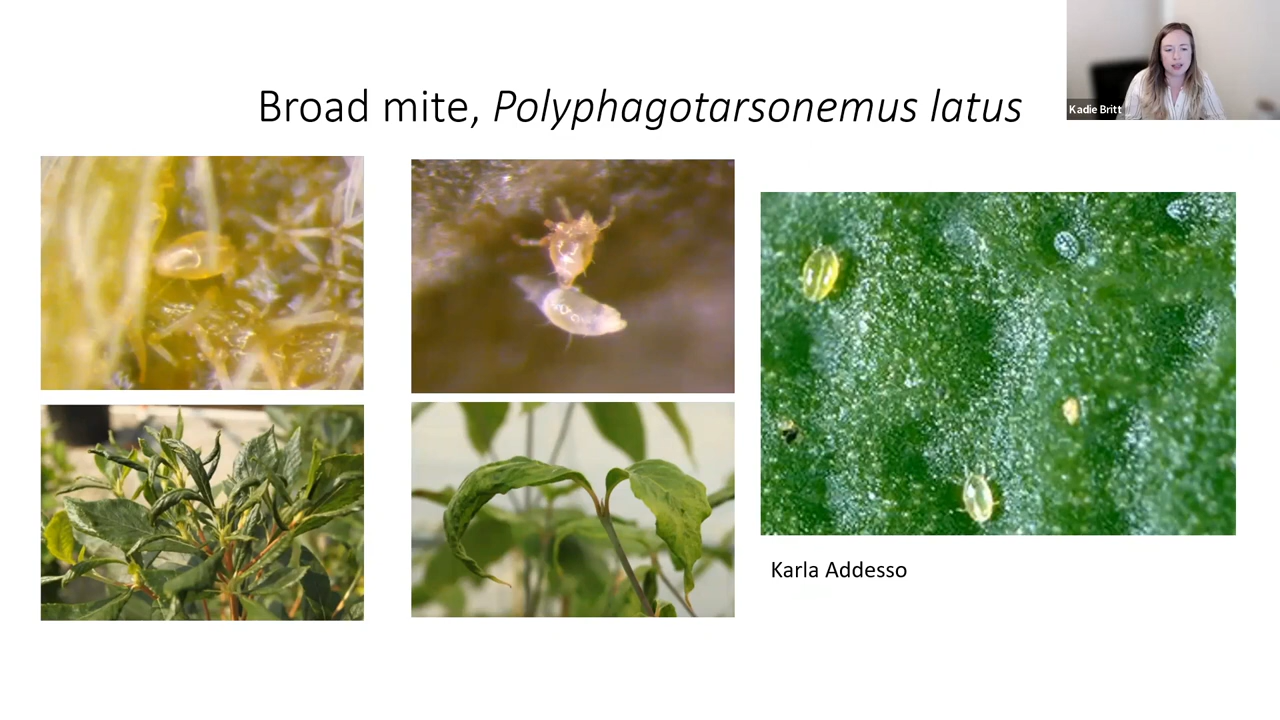 Broad mite, Polyphagotarsonemus latus
Kadie Britt
Karla Addesso